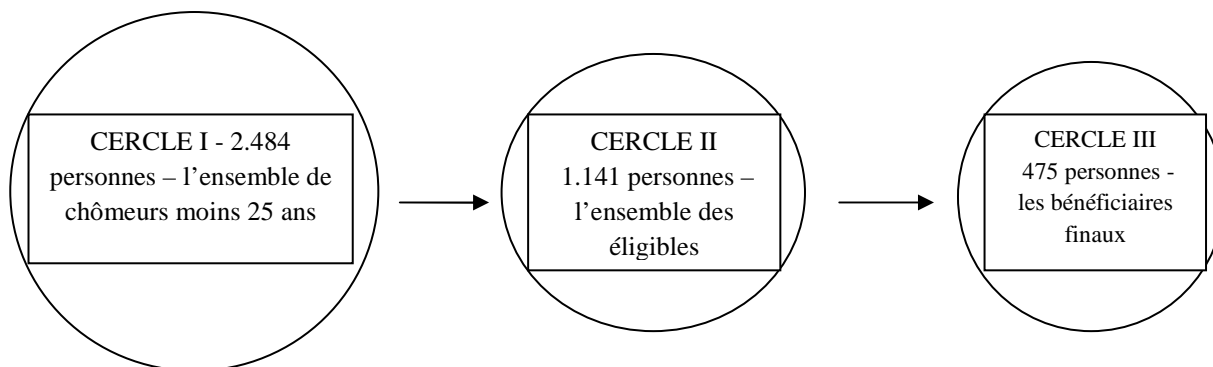 CERCLE I - 2.484
personnes – l’ensemble de
chômeurs moins 25 ans
CERCLE II
1.141 personnes –
l’ensemble des
éligibles
CERCLE III
475 personnes -
les bénéficiaires
finaux